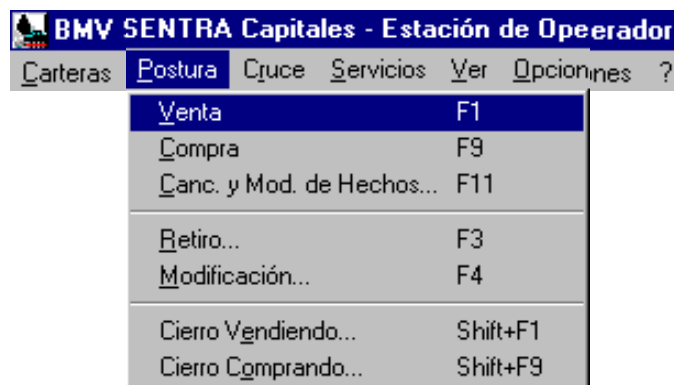 BMV SENTRA Capitales - Estación de Opeerador
Carteras Postura Cruce Servicios Ver Opcionines ?
Venta F1
Compra F9
Canc. y Mod. de Hechos... F11
Retiro... F3
Modificación... F4
Cierro Vendiendo... Shift+F1
Cierro Comprando... Shift+F9